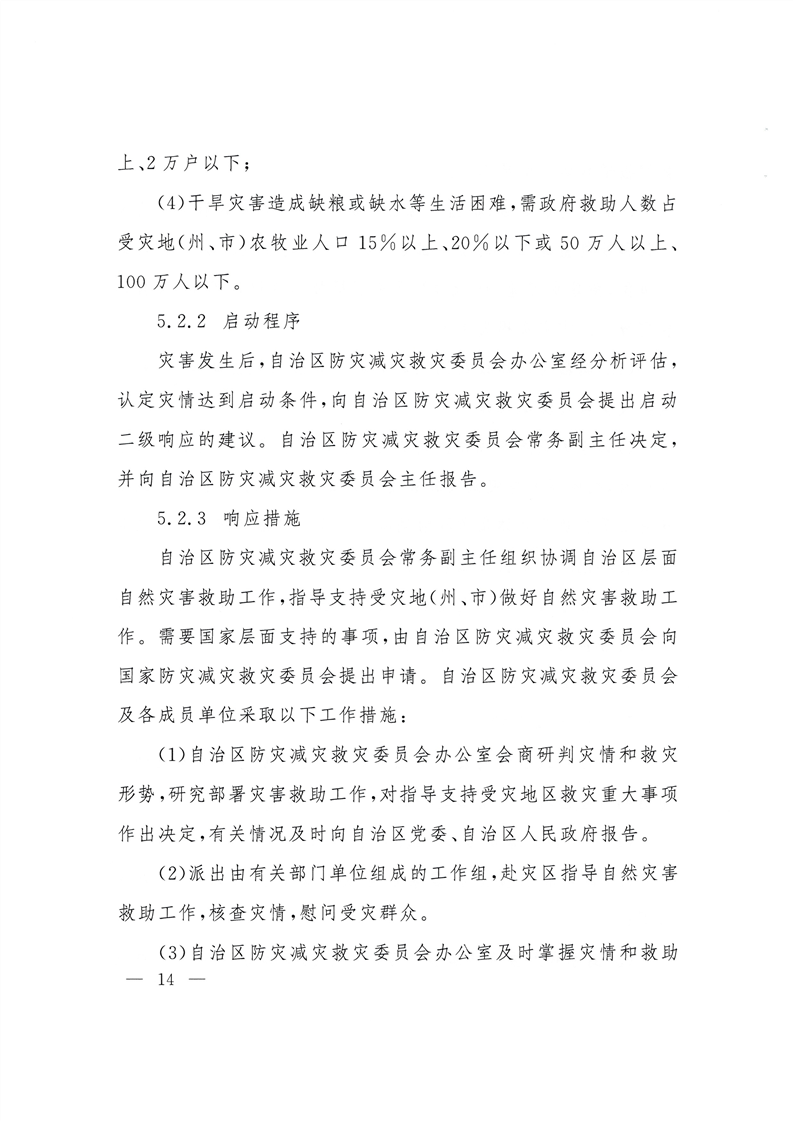 上、2万户以下;
(4)干旱灾害造成缺粮或缺水等生活困难,需政府救助人数占
受灾地(州、市)农牧业人口15%以上、20%以下或50万人以上、
100万人以下。
5.2.2 启动程序
灾害发生后,自治区防灾减灾救灾委员会办公室经分析评估,
认定灾情达到启动条件,向自治区防灾减灾救灾委员会提出启动
二级响应的建议。自治区防灾减灾救灾委员会常务副主任决定,
并向自治区防灾减灾救灾委员会主任报告。
5.2.3 响应措施
自治区防灾减灾救灾委员会常务副主任组织协调自治区层面
自然灾害救助工作,指导支持受灾地(州、市)做好自然灾害救助工
作。需要国家层面支持的事项,由自治区防灾减灾救灾委员会向
国家防灾减灾救灾委员会提出申请。自治区防灾减灾救灾委员会
及各成员单位采取以下工作措施:
(1)自治区防灾减灾救灾委员会办公室会商研判灾情和救灾
形势,研究部署灾害救助工作,对指导支持受灾地区救灾重大事项
作出决定,有关情况及时向自治区党委、自治区人民政府报告。
(2)派出由有关部门单位组成的工作组,赴灾区指导自然灾害
救助工作,核查灾情,慰问受灾群众。
(3)自治区防灾减灾救灾委员会办公室及时掌握灾情和救助
— 14 —